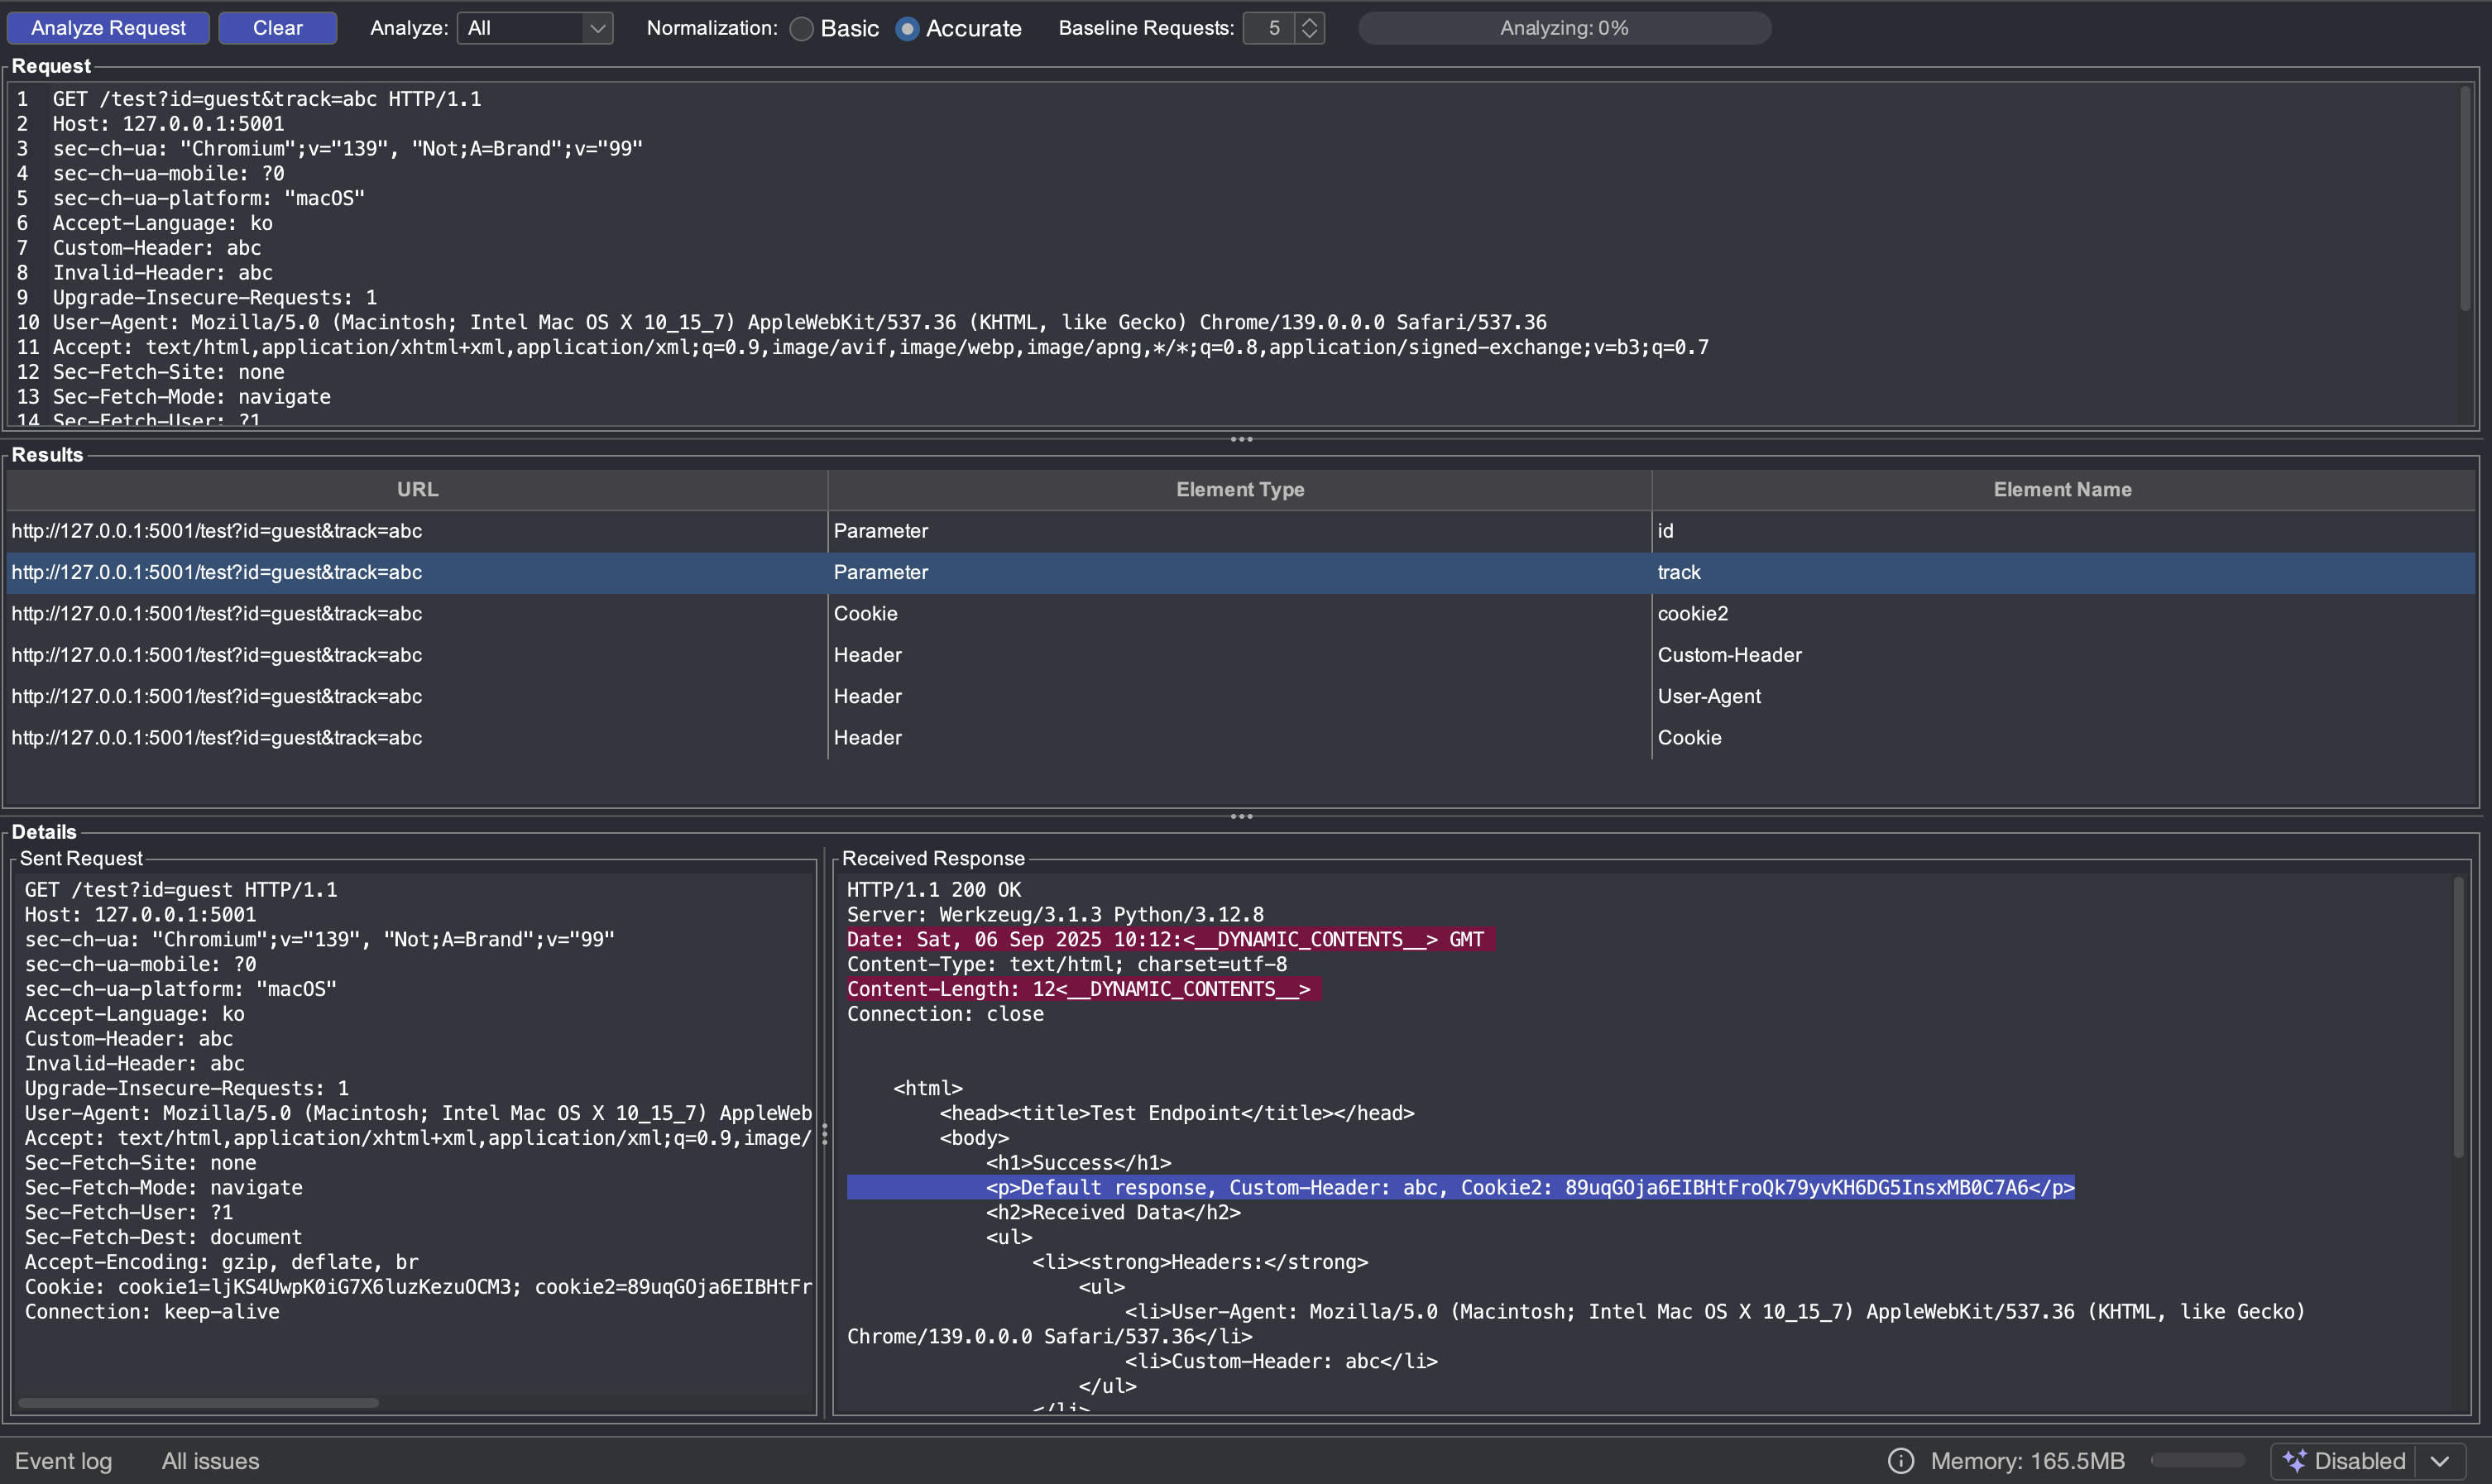 Analyze Request Clear Analyze: All Normalization: Basic Accurate Baseline Requests: 5 Analyzing: 0%
Request
1 GET /test?id=guest&track=abc HTTP/1.1
2 Host: 127.0.0.1:5001
3 sec-ch-ua: "Chromium";v="139", "Not;A=Brand";v="99"
4 sec-ch-ua-mobile: ?0
5 sec-ch-ua-platform: "macOS"
6 Accept-Language: ko
7 Custom-Header: abc
8 Invalid-Header: abc
9 Upgrade-Insecure-Requests: 1
10 User-Agent: Mozilla/5.0 (Macintosh; Intel Mac OS X 10_15_7) AppleWebKit/537.36 (KHTML, like Gecko) Chrome/139.0.0.0 Safari/537.36
11 Accept: text/html,application/xhtml+xml,application/xml;q=0.9,image/avif,image/webp,image/apng,*/*;q=0.8,application/signed-exchange;v=b3;q=0.7
12 Sec-Fetch-Site: none
13 Sec-Fetch-Mode: navigate
14 Sec-Fetch-User: ?1
Results
URL Element Type Element Name
http://127.0.0.1:5001/test?id=guest&track=abc Parameter id
http://127.0.0.1:5001/test?id=guest&track=abc Parameter track
http://127.0.0.1:5001/test?id=guest&track=abc Cookie cookie2
http://127.0.0.1:5001/test?id=guest&track=abc Header Custom-Header
http://127.0.0.1:5001/test?id=guest&track=abc Header User-Agent
http://127.0.0.1:5001/test?id=guest&track=abc Header Cookie
Details
Sent Request
GET /test?id=guest HTTP/1.1
Host: 127.0.0.1:5001
sec-ch-ua: "Chromium";v="139", "Not;A=Brand";v="99"
sec-ch-ua-mobile: ?0
sec-ch-ua-platform: "macOS"
Accept-Language: ko
Custom-Header: abc
Invalid-Header: abc
Upgrade-Insecure-Requests: 1
User-Agent: Mozilla/5.0 (Macintosh; Intel Mac OS X 10_15_7) AppleWeb
Accept: text/html,application/xhtml+xml,application/xml;q=0.9,image/
Sec-Fetch-Site: none
Sec-Fetch-Mode: navigate
Sec-Fetch-User: ?1
Sec-Fetch-Dest: document
Accept-Encoding: gzip, deflate, br
Cookie: cookie1=ljKS4UwpK0iG7X6luzKezuOCM3; cookie2=89uqGOja6EIBHtFr
Connection: keep-alive
Received Response
HTTP/1.1 200 OK
Server: Werkzeug/3.1.3 Python/3.12.8
Date: Sat, 06 Sep 2025 10:12:<__DYNAMIC_CONTENTS__> GMT
Content-Type: text/html; charset=utf-8
Content-Length: 12<__DYNAMIC_CONTENTS__>
Connection: close
<html>
<head><title>Test Endpoint</title></head>
<body>
<h1>Success</h1>
<p>Default response, Custom-Header: abc, Cookie2: 89uqGOja6EIBHtFroQk79yvKH6DG5InsxMB0C7A6</p>
<h2>Received Data</h2>
<ul>
<li><strong>Headers:</strong>
<ul>
<li>User-Agent: Mozilla/5.0 (Macintosh; Intel Mac OS X 10_15_7) AppleWebKit/537.36 (KHTML, like Gecko)
Chrome/139.0.0.0 Safari/537.36</li>
<li>Custom-Header: abc</li>
</ul>
</li>
Event log All issues Memory: 165.5MB Disabled